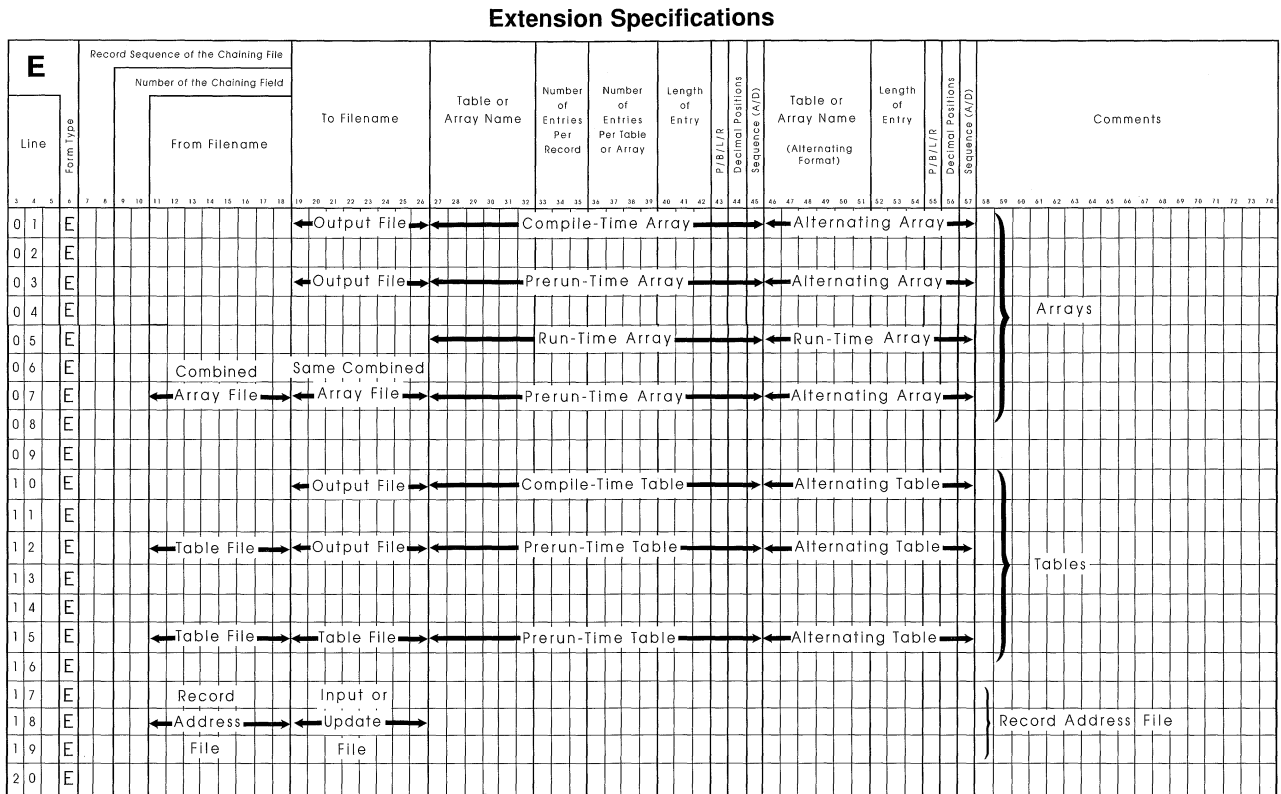 Extension Specifications
E
Record Sequence of the Chaining File
Number of the Chaining Field
Line
Form Type
From Filename
To Filename
Table or
Array Name
Number
of
Entries
Per
Record
Number
of
Entries
Per Table
or Array
Length
of
Entry
P/B/L/R
Decimal Positions
Sequence (A/D)
Table or
Array Name
(Alternating
Format)
Length
of
Entry
P/B/L/R
Decimal Positions
Sequence (A/D)
Comments
3 4 5 6 7 8 9 10 11 12 13 14 15 16 17 18 19 20 21 22 23 24 25 26 27 28 29 30 31 32 33 34 35 36 37 38 39 40 41 42 43 44 45 46 47 48 49 50 51 52 53 54 55 56 57 58 59 60 61 62 63 64 65 66 67 68 69 70 71 72 73 74
0 1 E Output File Compile-Time Array Alternating Array
0 2 E
0 3 E Output File Prerun-Time Array Alternating Array
0 4 E Arrays
0 5 E Run-Time Array Run-Time Array
0 6 E Combined Same Combined
0 7 E Array File Array File Prerun-Time Array Alternating Array
0 8 E
0 9 E
1 0 E Output File Compile-Time Table Alternating Table
1 1 E
1 2 E Table File Output File Prerun-Time Table Alternating Table
1 3 E Tables
1 4 E
1 5 E Table File Table File Prerun-Time Table Alternating Table
1 6 E
1 7 E Record Input or
1 8 E Address Update Record Address File
1 9 E File File
2 0 E